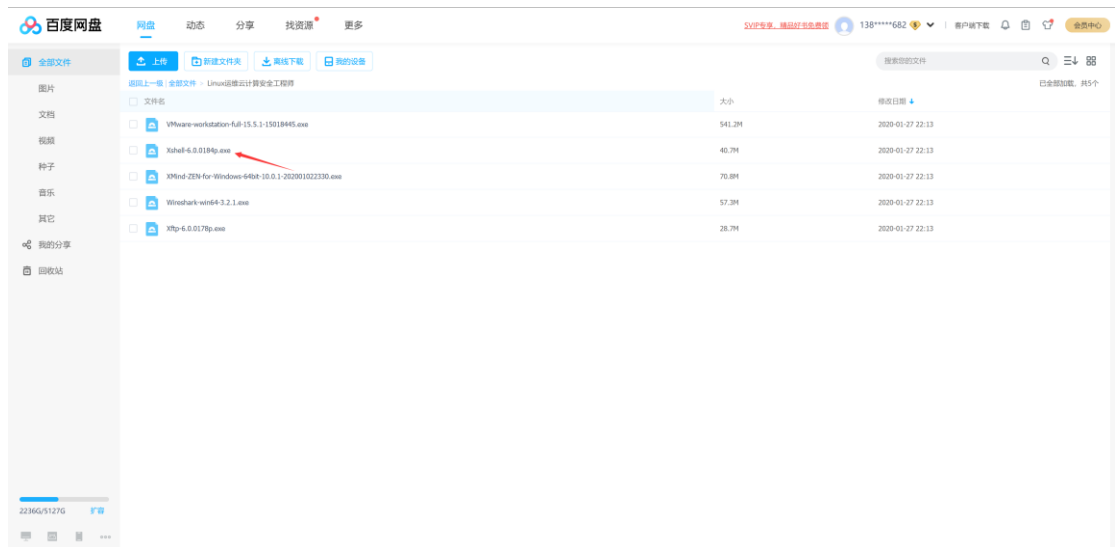 百度网盘 网盘 动态 分享 找资源 更多 SVIP专享，精品好书免费团 138*****682 客户端下载 会员中心
全部文件 上传 新建文件夹 离线下载 我的设备 搜索您的文件
图片 返回上一级 | 全部文件 > Linux运维云计算安全工程师 已全部加载，共5个
文件名 大小 修改日期
文档 VMware-workstation-full-15.5.1-15018445.exe 541.2M 2020-01-27 22:13
视频 Xshell-6.0.0184p.exe 40.7M 2020-01-27 22:13
种子 XMind-ZEN-for-Windows-64bit-10.0.1-202001022330.exe 70.8M 2020-01-27 22:13
音乐 Wireshark-win64-3.2.1.exe 57.3M 2020-01-27 22:13
其它 Xftp-6.0.0178p.exe 28.7M 2020-01-27 22:13
我的分享
回收站
2236G/5127G 扩容